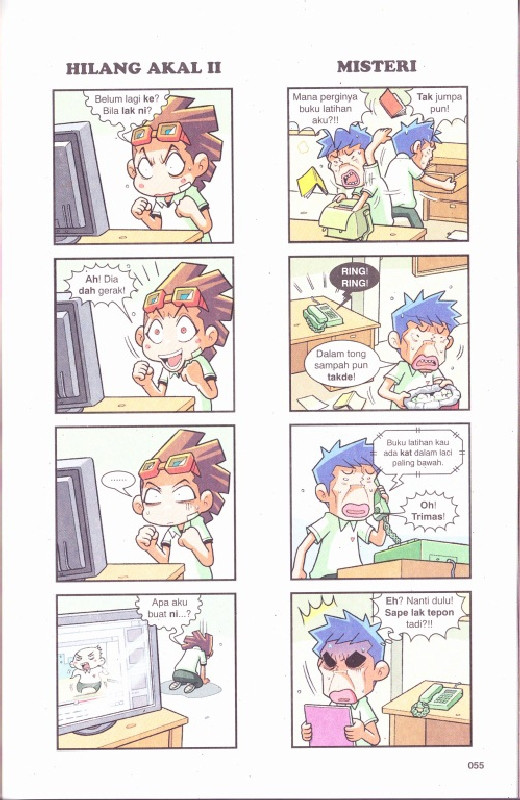 HILANG AKAL II
Belum lagi ke?
Bila lak ni?
Ah! Dia
dah gerak!
......
Apa aku
buat ni...?
MISTERI
Mana perginya
buku latihan
aku?!!
Tak jumpa
pun!
RING!
RING!
Dalam tong
sampah pun
takde!
Buku latihan kau
ada kat dalam laci
paling bawah.
Oh!
Trimas!
Eh? Nanti dulu!
Sape lak tepon
tadi?!!
055